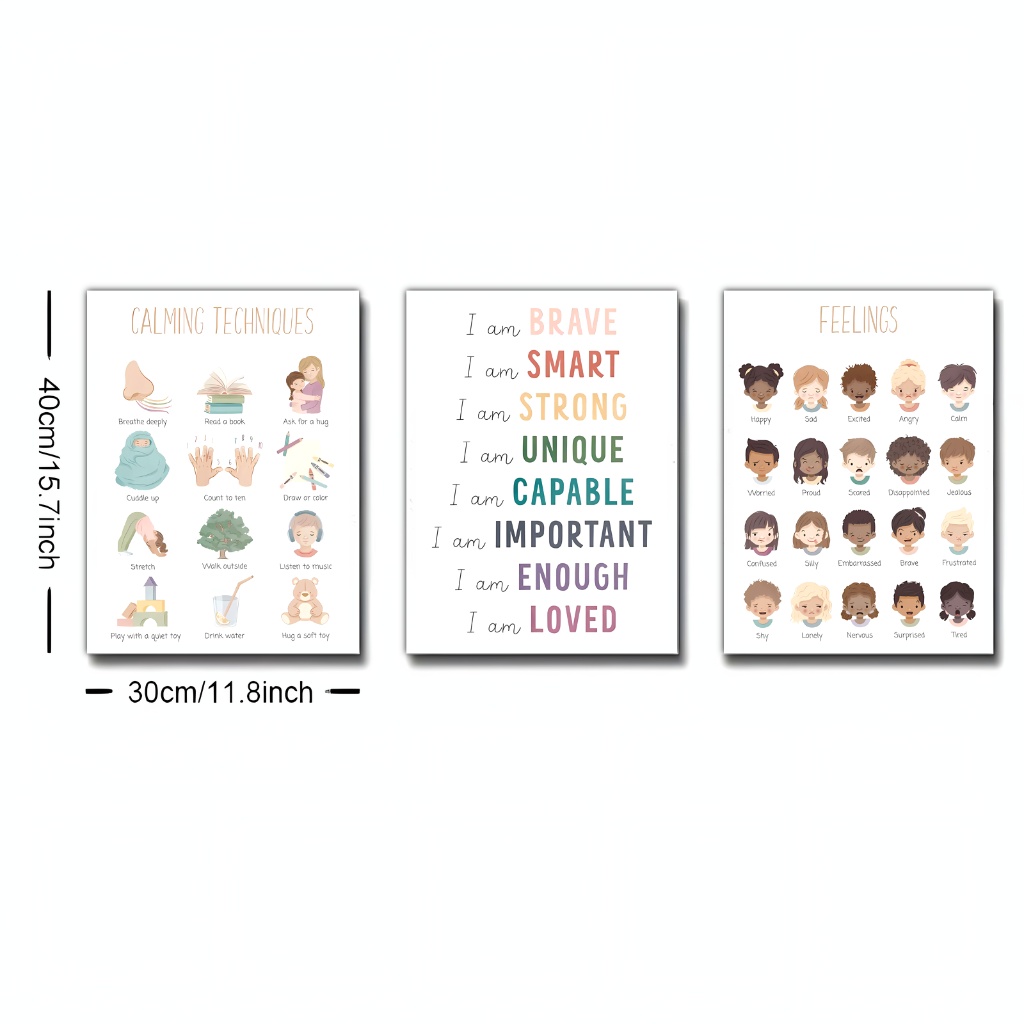 40cm/15.7inch
30cm/11.8inch
CALMING TECHNIQUES
Breathe deeply
Read a book
Ask for a hug
Cuddle up
Count to ten
Draw or color
Stretch
Walk outside
Listen to music
Play with a quiet toy
Drink water
Hug a soft toy
I am BRAVE
I am SMART
I am STRONG
I am UNIQUE
I am CAPABLE
I am IMPORTANT
I am ENOUGH
I am LOVED
FEELINGS
Happy
Sad
Excited
Angry
Calm
Worried
Proud
Scared
Disappointed
Jealous
Confused
Silly
Embarrassed
Brave
Frustrated
Shy
Lonely
Nervous
Surprised
Tired